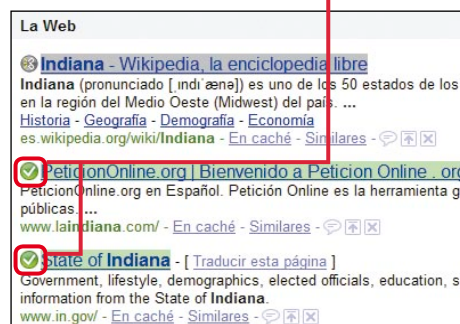 La Web
Indiana - Wikipedia, la enciclopedia libre
Indiana (pronunciado [ˌɪndiˈænə]) es uno de los 50 estados de los
en la región del Medio Oeste (Midwest) del país. ...
Historia - Geografía - Demografía - Economía
es.wikipedia.org/wiki/Indiana - En caché - Similares -
PeticionOnline.org | Bienvenido a Peticion Online . org
PeticionOnline.org en Español. Petición Online es la herramienta g
públicas. ...
www.laindiana.com/ - En caché - Similares -
State of Indiana - [ Traducir esta página ]
Government, lifestyle, demographics, elected officials, education, s
information from the State of Indiana.
www.in.gov/ - En caché - Similares -